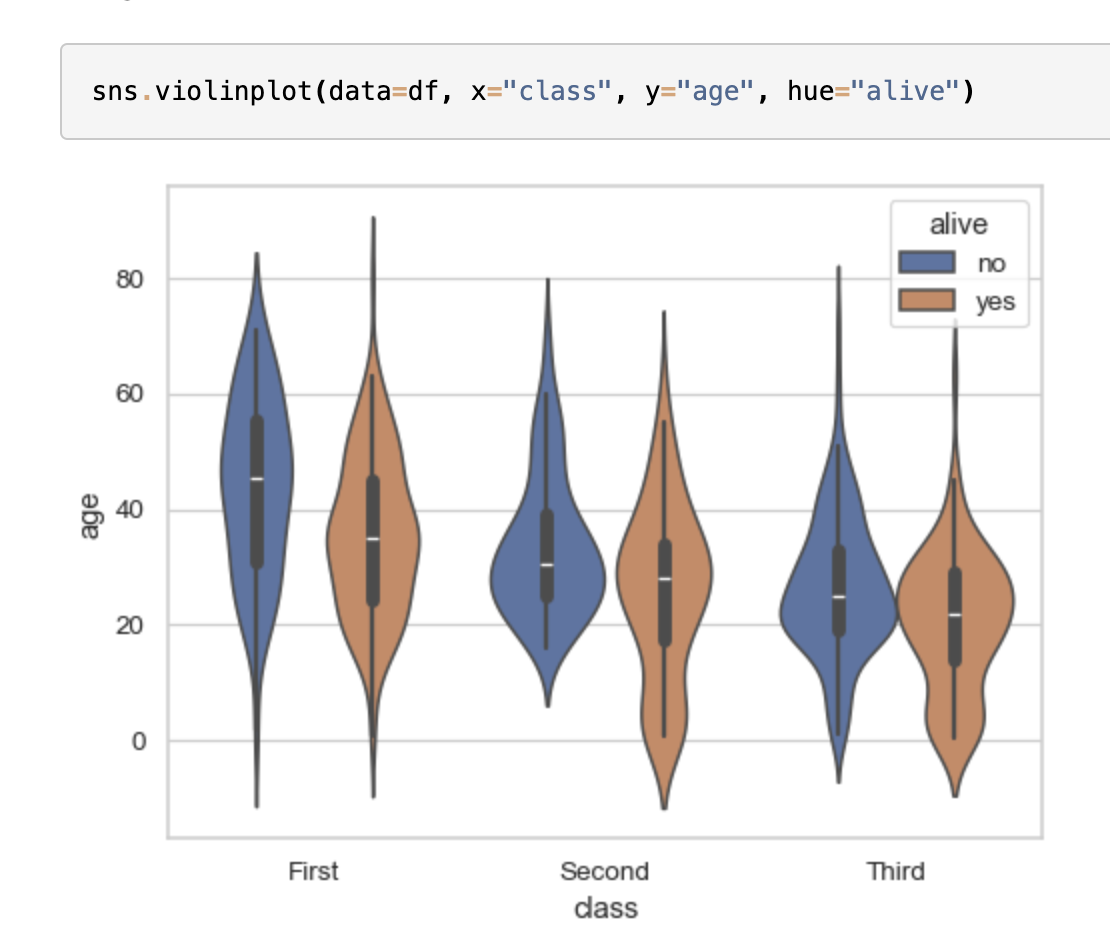 sns.violinplot(data=df, x="class", y="age", hue="alive")
alive
no
yes
80
60
40
20
0
age
First Second Third
class